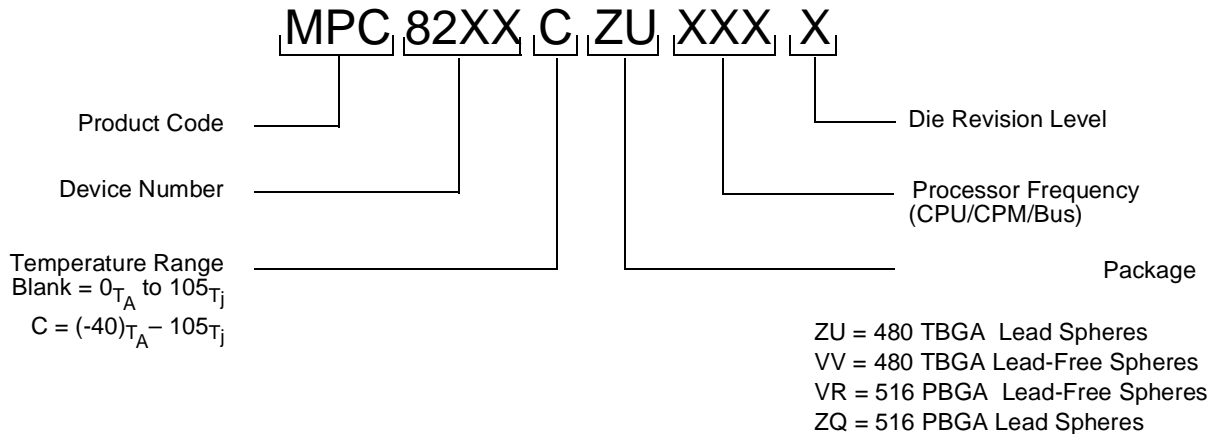 MPC 82XX C ZU XXX X
Product Code
Die Revision Level
Device Number
Processor Frequency
(CPU/CPM/Bus)
Temperature Range
Blank = 0TA to 105Tj
C = (-40)TA – 105Tj
Package
ZU = 480 TBGA Lead Spheres
VV = 480 TBGA Lead-Free Spheres
VR = 516 PBGA Lead-Free Spheres
ZQ = 516 PBGA Lead Spheres